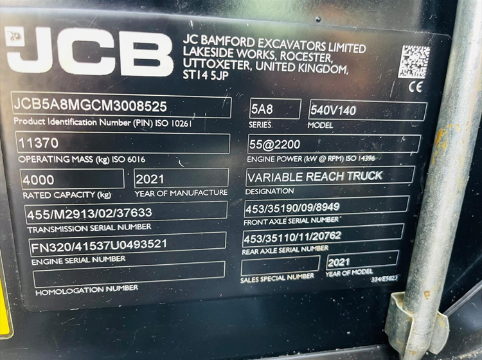 JCB
JC BAMFORD EXCAVATORS LIMITED
LAKESIDE WORKS, ROCESTER,
UTTOXETER, UNITED KINGDOM,
ST14 5JP
CE
JCB5A8MGCM3008525
Product Identification Number (PIN) ISO 10261
5A8
SERIES
540V140
MODEL
11370
OPERATING MASS (kg) ISO 6016
55@2200
ENGINE POWER (kW @ RPM) ISO 14396
4000
RATED CAPACITY (kg)
2021
YEAR OF MANUFACTURE
VARIABLE REACH TRUCK
DESIGNATION
455/M2913/02/37633
TRANSMISSION SERIAL NUMBER
453/35190/09/8949
FRONT AXLE SERIAL NUMBER
FN320/41537U0493521
ENGINE SERIAL NUMBER
453/35110/11/20762
REAR AXLE SERIAL NUMBER
HOMOLOGATION NUMBER
SALES SPECIAL NUMBER
2021
YEAR OF MODEL
334/E5823